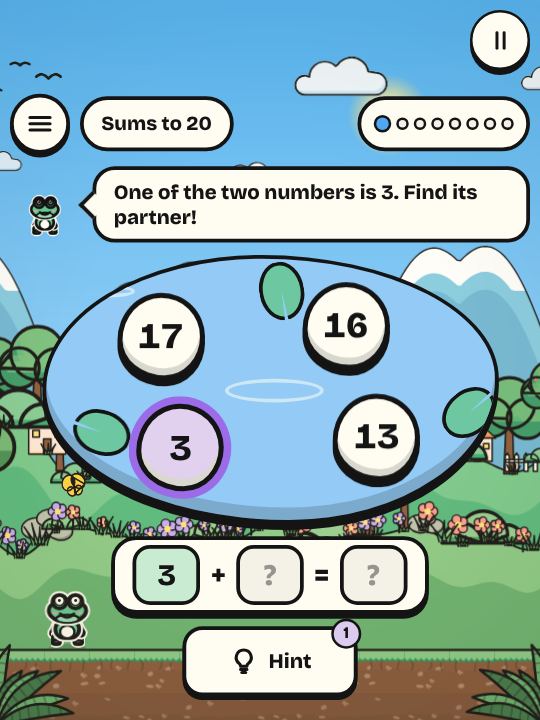 Sums to 20
One of the two numbers is 3. Find its
partner!
17
16
3
13
3 + ? = ?
1
Hint